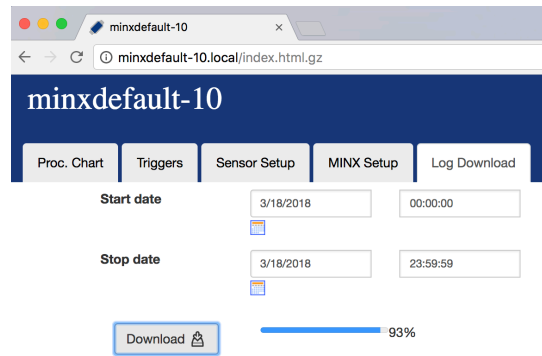 minxdefault-10
minxdefault-10.local/index.html.gz
minxdefault-10
Proc. Chart Triggers Sensor Setup MINX Setup Log Download
Start date 3/18/2018 00:00:00
Stop date 3/18/2018 23:59:59
Download 93%